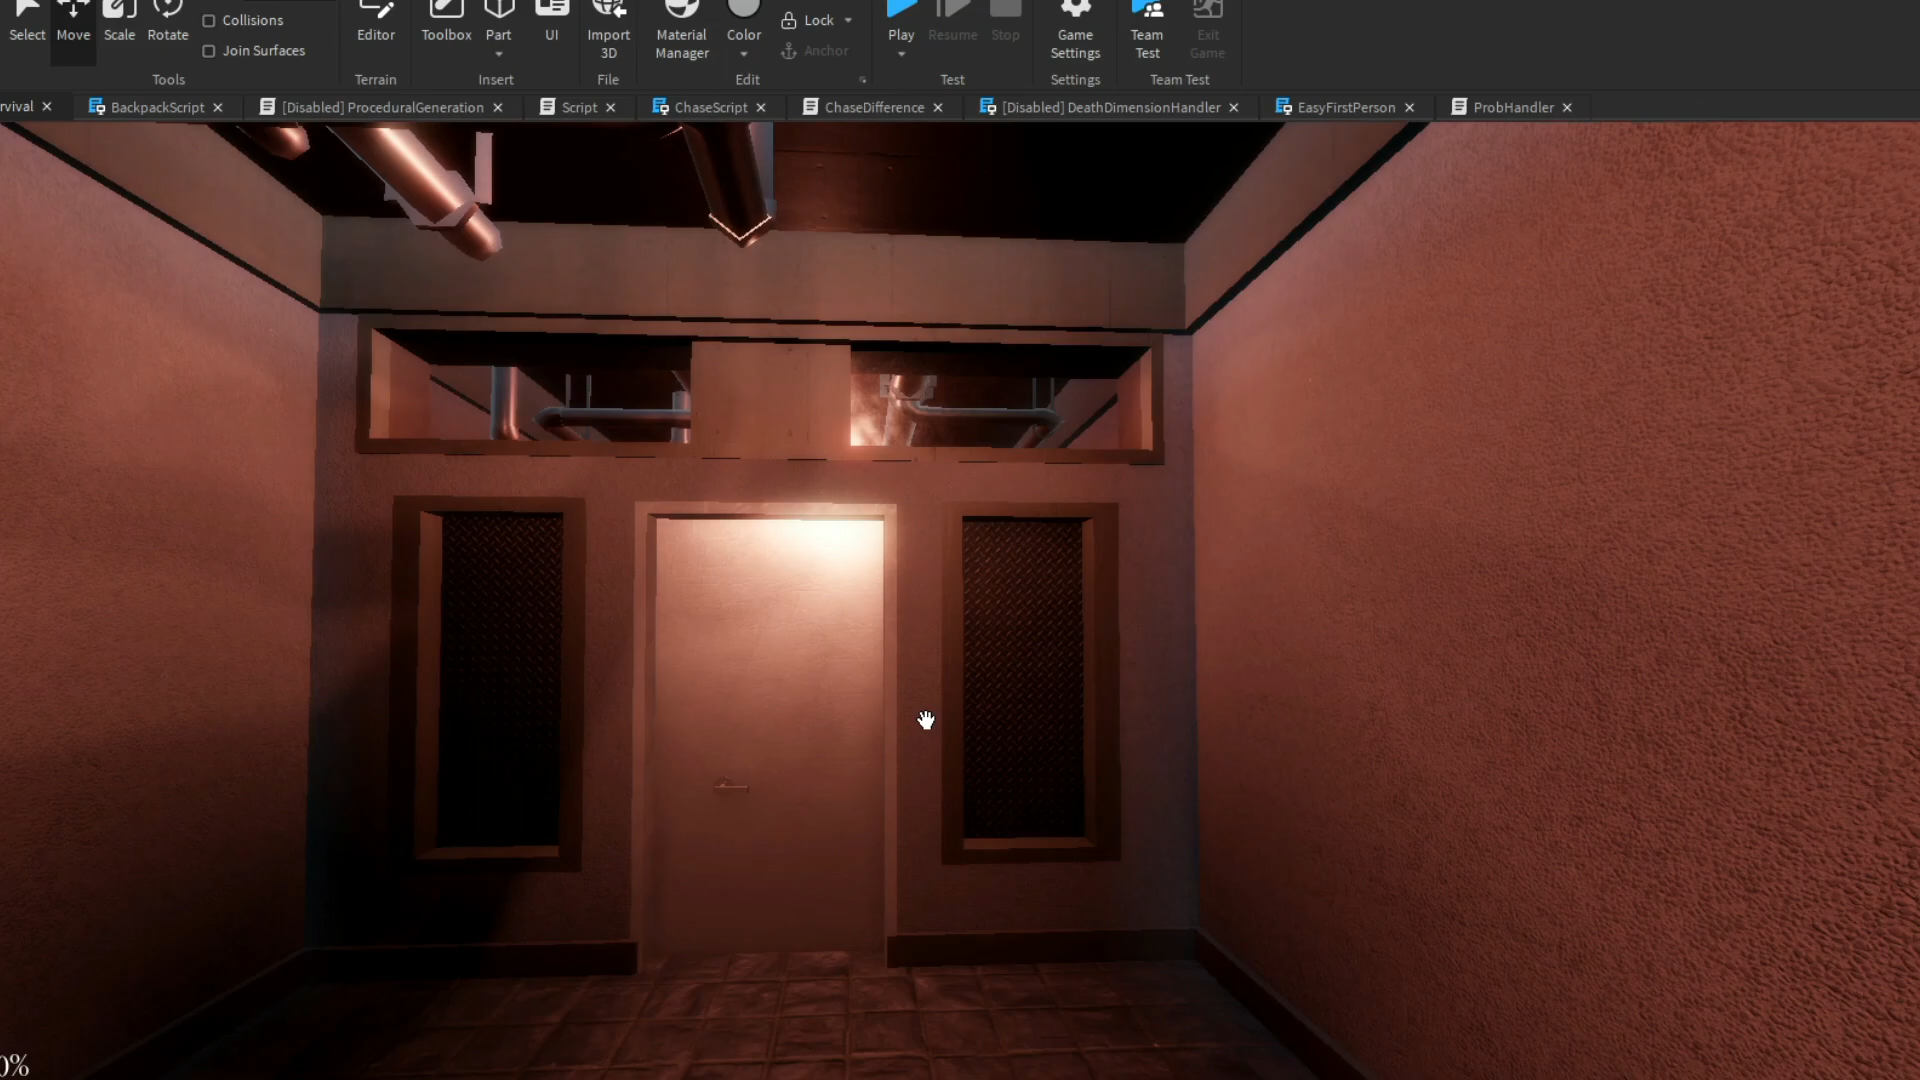 Select Move Scale Rotate
Collisions
Join Surfaces
Tools
Editor
Terrain
Toolbox Part UI
Insert
Import
3D
File
Material
Manager
Color
Lock
Anchor
Edit
Play Resume Stop
Test
Game
Settings
Settings
Team
Test
Exit
Game
Team Test
rvival BackpackScript [Disabled] ProceduralGeneration Script ChaseScript ChaseDifference [Disabled] DeathDimensionHandler EasyFirstPerson ProbHandler
0%